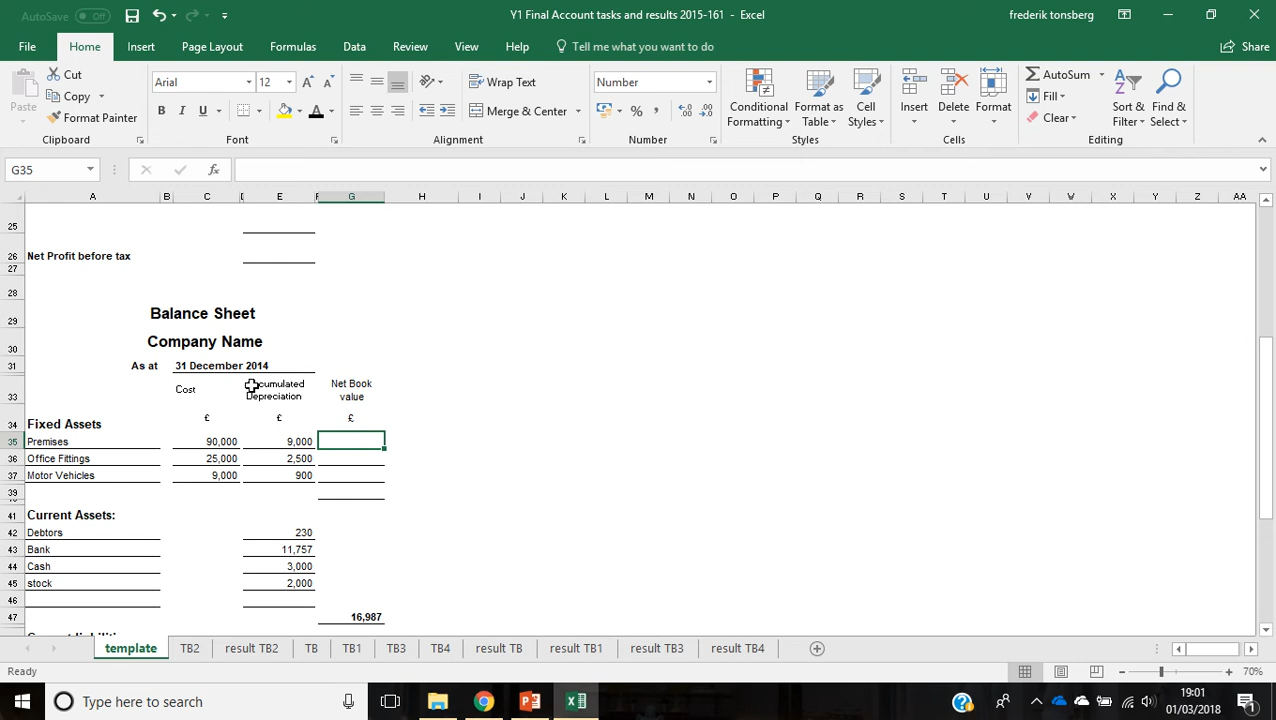 AutoSave Off Y1 Final Account tasks and results 2015-161 - Excel frederik tonsberg
File Home Insert Page Layout Formulas Data Review View Help Tell me what you want to do Share
Cut
Copy
Format Painter
Paste
Clipboard
Arial 12
B I U
Font
Wrap Text
Merge & Center
Alignment
Number
%
Number
Conditional Formatting
Format as Table
Cell Styles
Styles
Insert
Delete
Format
Cells
AutoSum
Fill
Clear
Sort & Filter
Find & Select
Editing
G35 fx
A B C E F G H I J K L M N O P Q R S T U V W X Y Z AA
25
26 Net Profit before tax
27
28
29 Balance Sheet
30 Company Name
31 As at 31 December 2014
33 Cost cumulated Depreciation Net Book value
34 Fixed Assets £ £ £
35 Premises 90,000 9,000
36 Office Fittings 25,000 2,500
37 Motor Vehicles 9,000 900
39
41 Current Assets:
42 Debtors 230
43 Bank 11,757
44 Cash 3,000
45 stock 2,000
46
47 16,987
template TB2 result TB2 TB TB1 TB3 TB4 result TB result TB1 result TB3 result TB4
Ready 70%
Type here to search 19:01
01/03/2018
1